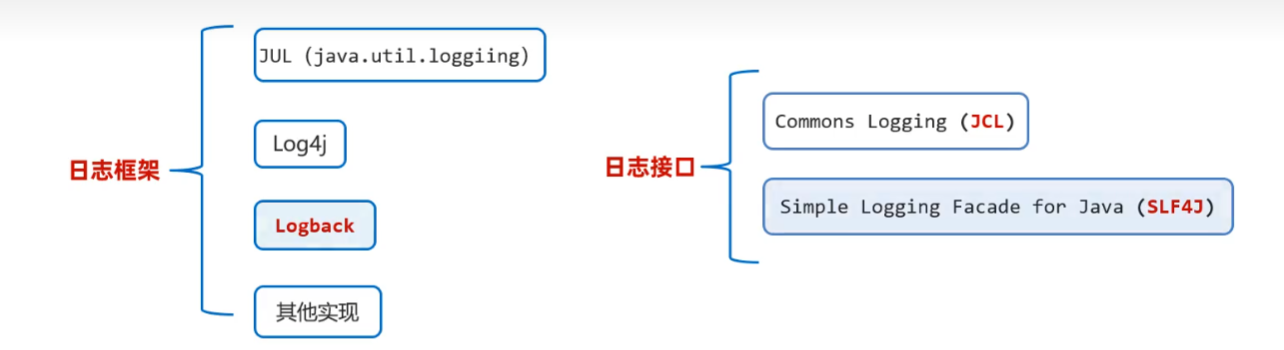 日志框架
JUL (java.util.loggiing)
Log4j
Logback
其他实现
日志接口
Commons Logging (JCL)
Simple Logging Facade for Java (SLF4J)